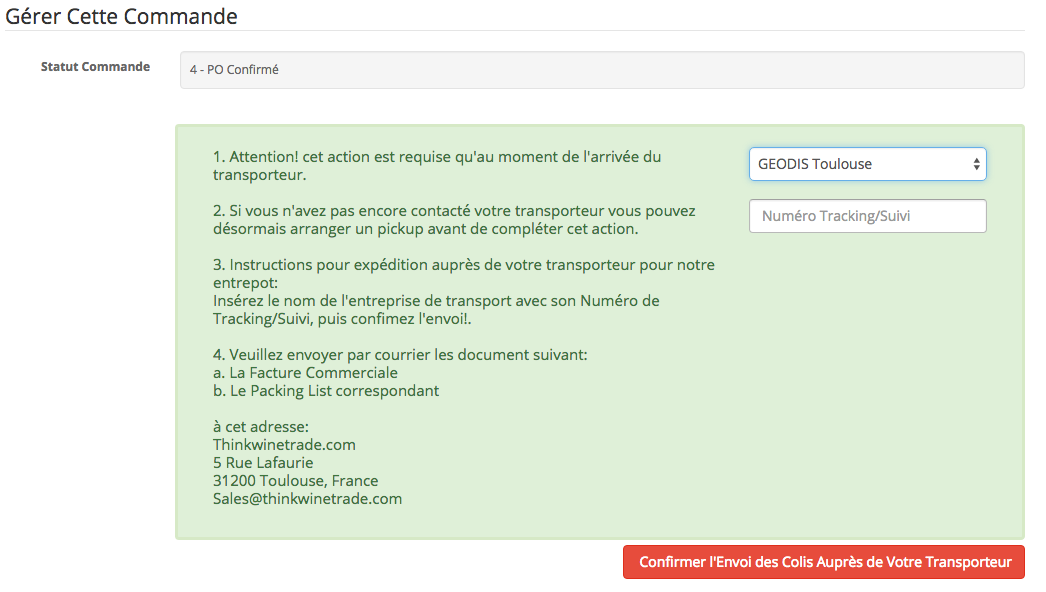 Gérer Cette Commande
Statut Commande
4 - PO Confirmé
1. Attention! cet action est requise qu'au moment de l'arrivée du
transporteur.
2. Si vous n'avez pas encore contacté votre transporteur vous pouvez
désormais arranger un pickup avant de compléter cet action.
3. Instructions pour expédition auprès de votre transporteur pour notre
entrepot:
Insérez le nom de l'entreprise de transport avec son Numéro de
Tracking/Suivi, puis confimez l'envoi!.
4. Veuillez envoyer par courrier les document suivant:
a. La Facture Commerciale
b. Le Packing List correspondant
à cet adresse:
Thinkwinetrade.com
5 Rue Lafaurie
31200 Toulouse, France
Sales@thinkwinetrade.com
GEODIS Toulouse
Numéro Tracking/Suivi
Confirmer l'Envoi des Colis Auprès de Votre Transporteur